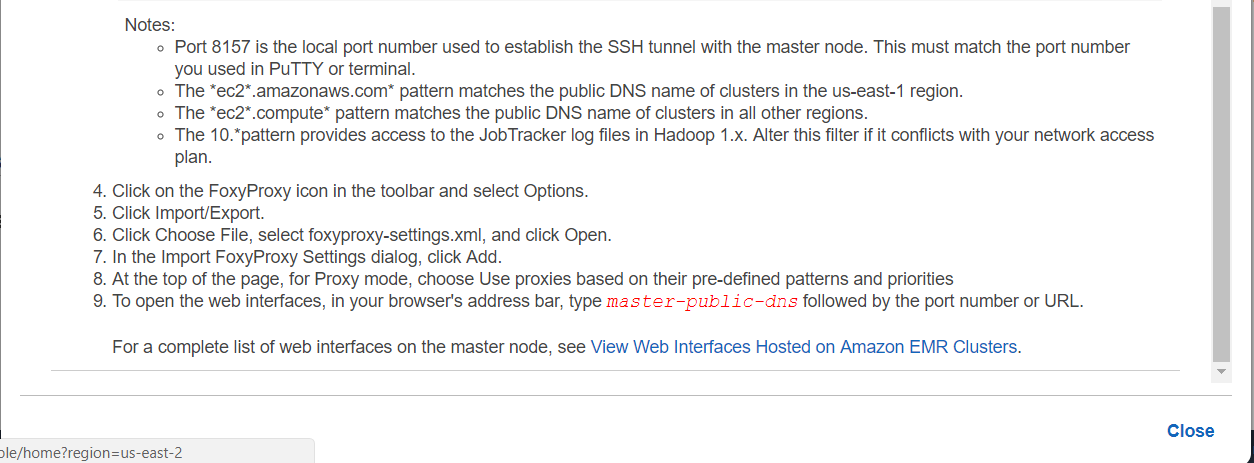 Notes:
Port 8157 is the local port number used to establish the SSH tunnel with the master node. This must match the port number
you used in PuTTY or terminal.
The *ec2*.amazonaws.com* pattern matches the public DNS name of clusters in the us-east-1 region.
The *ec2*.compute* pattern matches the public DNS name of clusters in all other regions.
The 10.*pattern provides access to the JobTracker log files in Hadoop 1.x. Alter this filter if it conflicts with your network access
plan.
4. Click on the FoxyProxy icon in the toolbar and select Options.
5. Click Import/Export.
6. Click Choose File, select foxyproxy-settings.xml, and click Open.
7. In the Import FoxyProxy Settings dialog, click Add.
8. At the top of the page, for Proxy mode, choose Use proxies based on their pre-defined patterns and priorities
9. To open the web interfaces, in your browser's address bar, type master-public-dns followed by the port number or URL.
For a complete list of web interfaces on the master node, see View Web Interfaces Hosted on Amazon EMR Clusters.
Close
ole/home?region=us-east-2